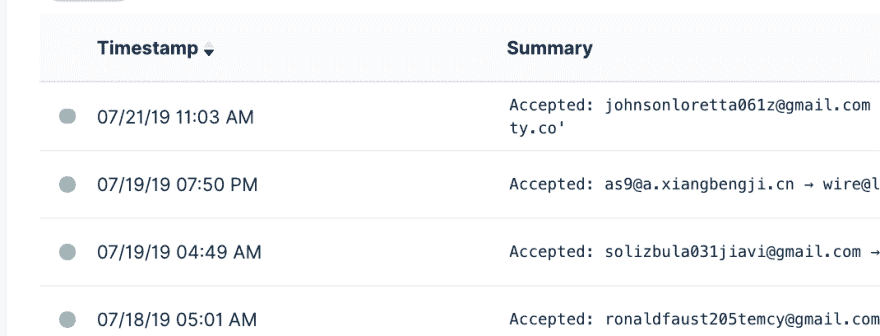 Timestamp Summary
07/21/19 11:03 AM Accepted: johnsonloretta061z@gmail.com
ty.co'
07/19/19 07:50 PM Accepted: as9@a.xiangbengji.cn → wire@l
07/19/19 04:49 AM Accepted: solizbula031jiavi@gmail.com →
07/18/19 05:01 AM Accepted: ronaldfaust205temcy@gmail.com